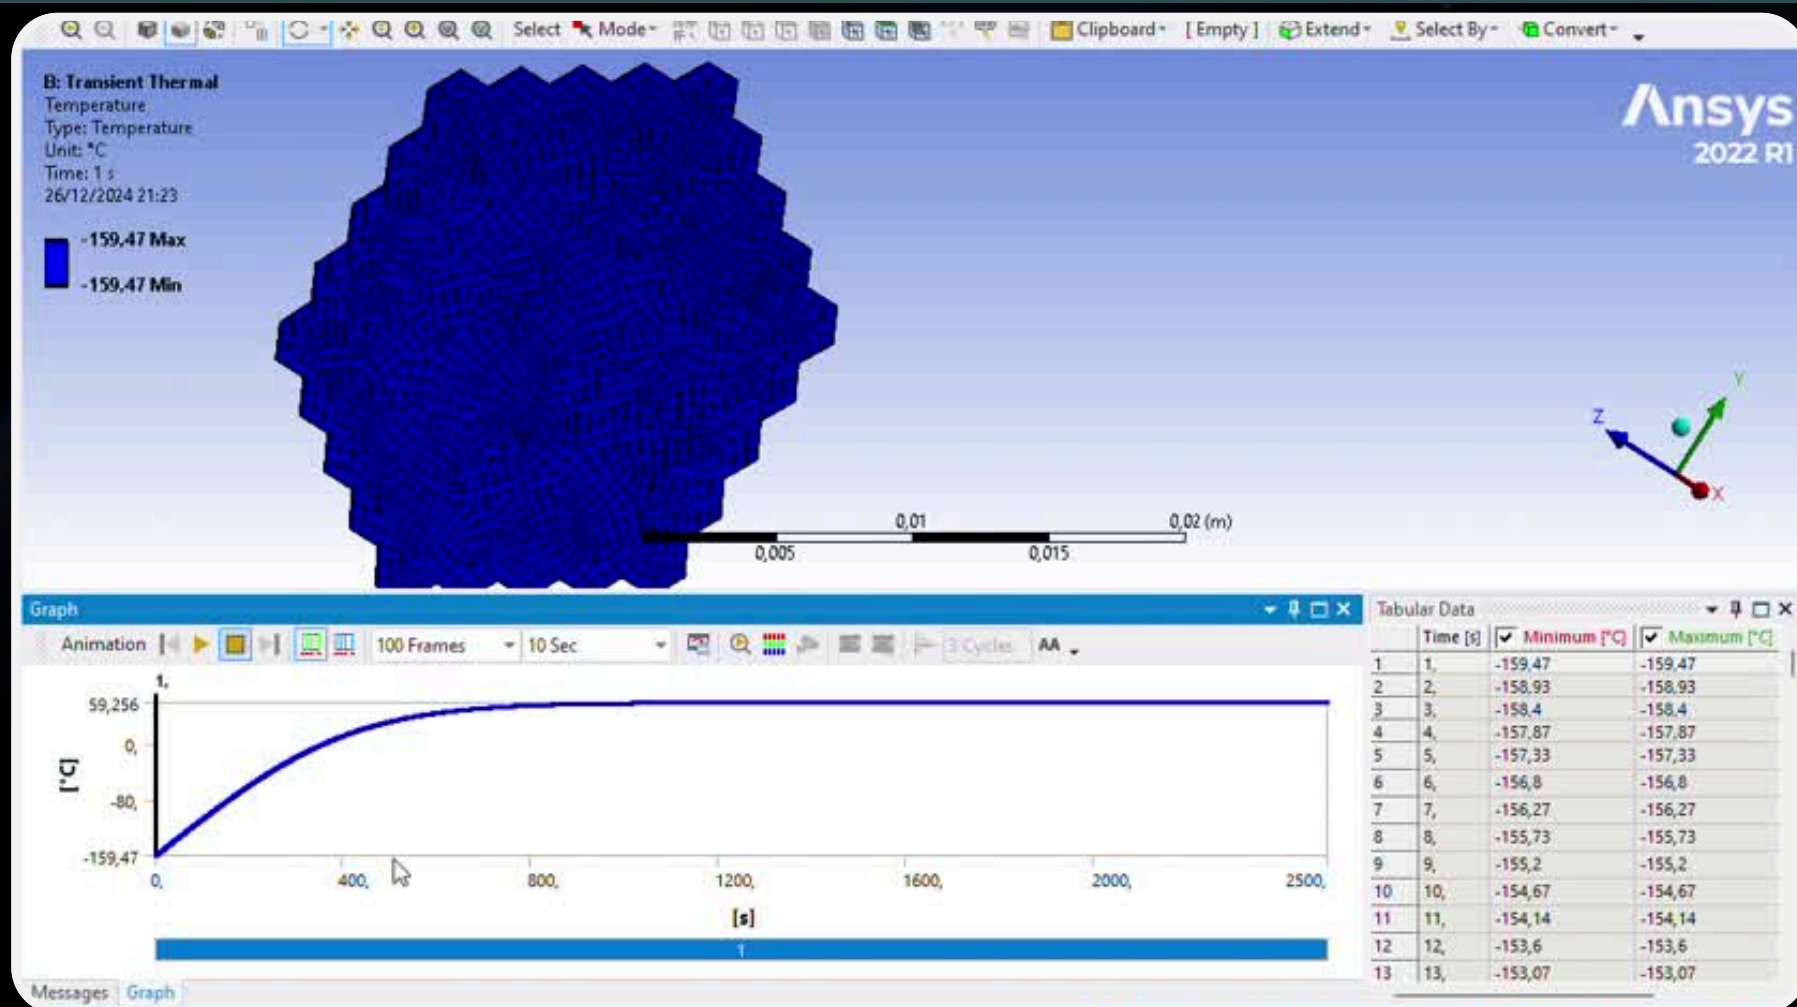 Select Mode Clipboard [ Empty ] Extend Select By Convert
B: Transient Thermal
Temperature
Type: Temperature
Unit: °C
Time: 1 s
26/12/2024 21:23
-159,47 Max
-159,47 Min
Ansys
2022 R1
Y
Z
X
0,01 0,02 (m)
0,005 0,015
Graph
Animation 100 Frames 10 Sec 3 Cycles AA
1,
59,256
0,
-80,
-159,47
[°C]
0, 400, 800, 1200, 1600, 2000, 2500,
[s]
1
Messages Graph
Tabular Data
Time [s] Minimum [°C] Maximum [°C]
1 1, -159,47 -159,47
2 2, -158,93 -158,93
3 3, -158,4 -158,4
4 4, -157,87 -157,87
5 5, -157,33 -157,33
6 6, -156,8 -156,8
7 7, -156,27 -156,27
8 8, -155,73 -155,73
9 9, -155,2 -155,2
10 10, -154,67 -154,67
11 11, -154,14 -154,14
12 12, -153,6 -153,6
13 13, -153,07 -153,07